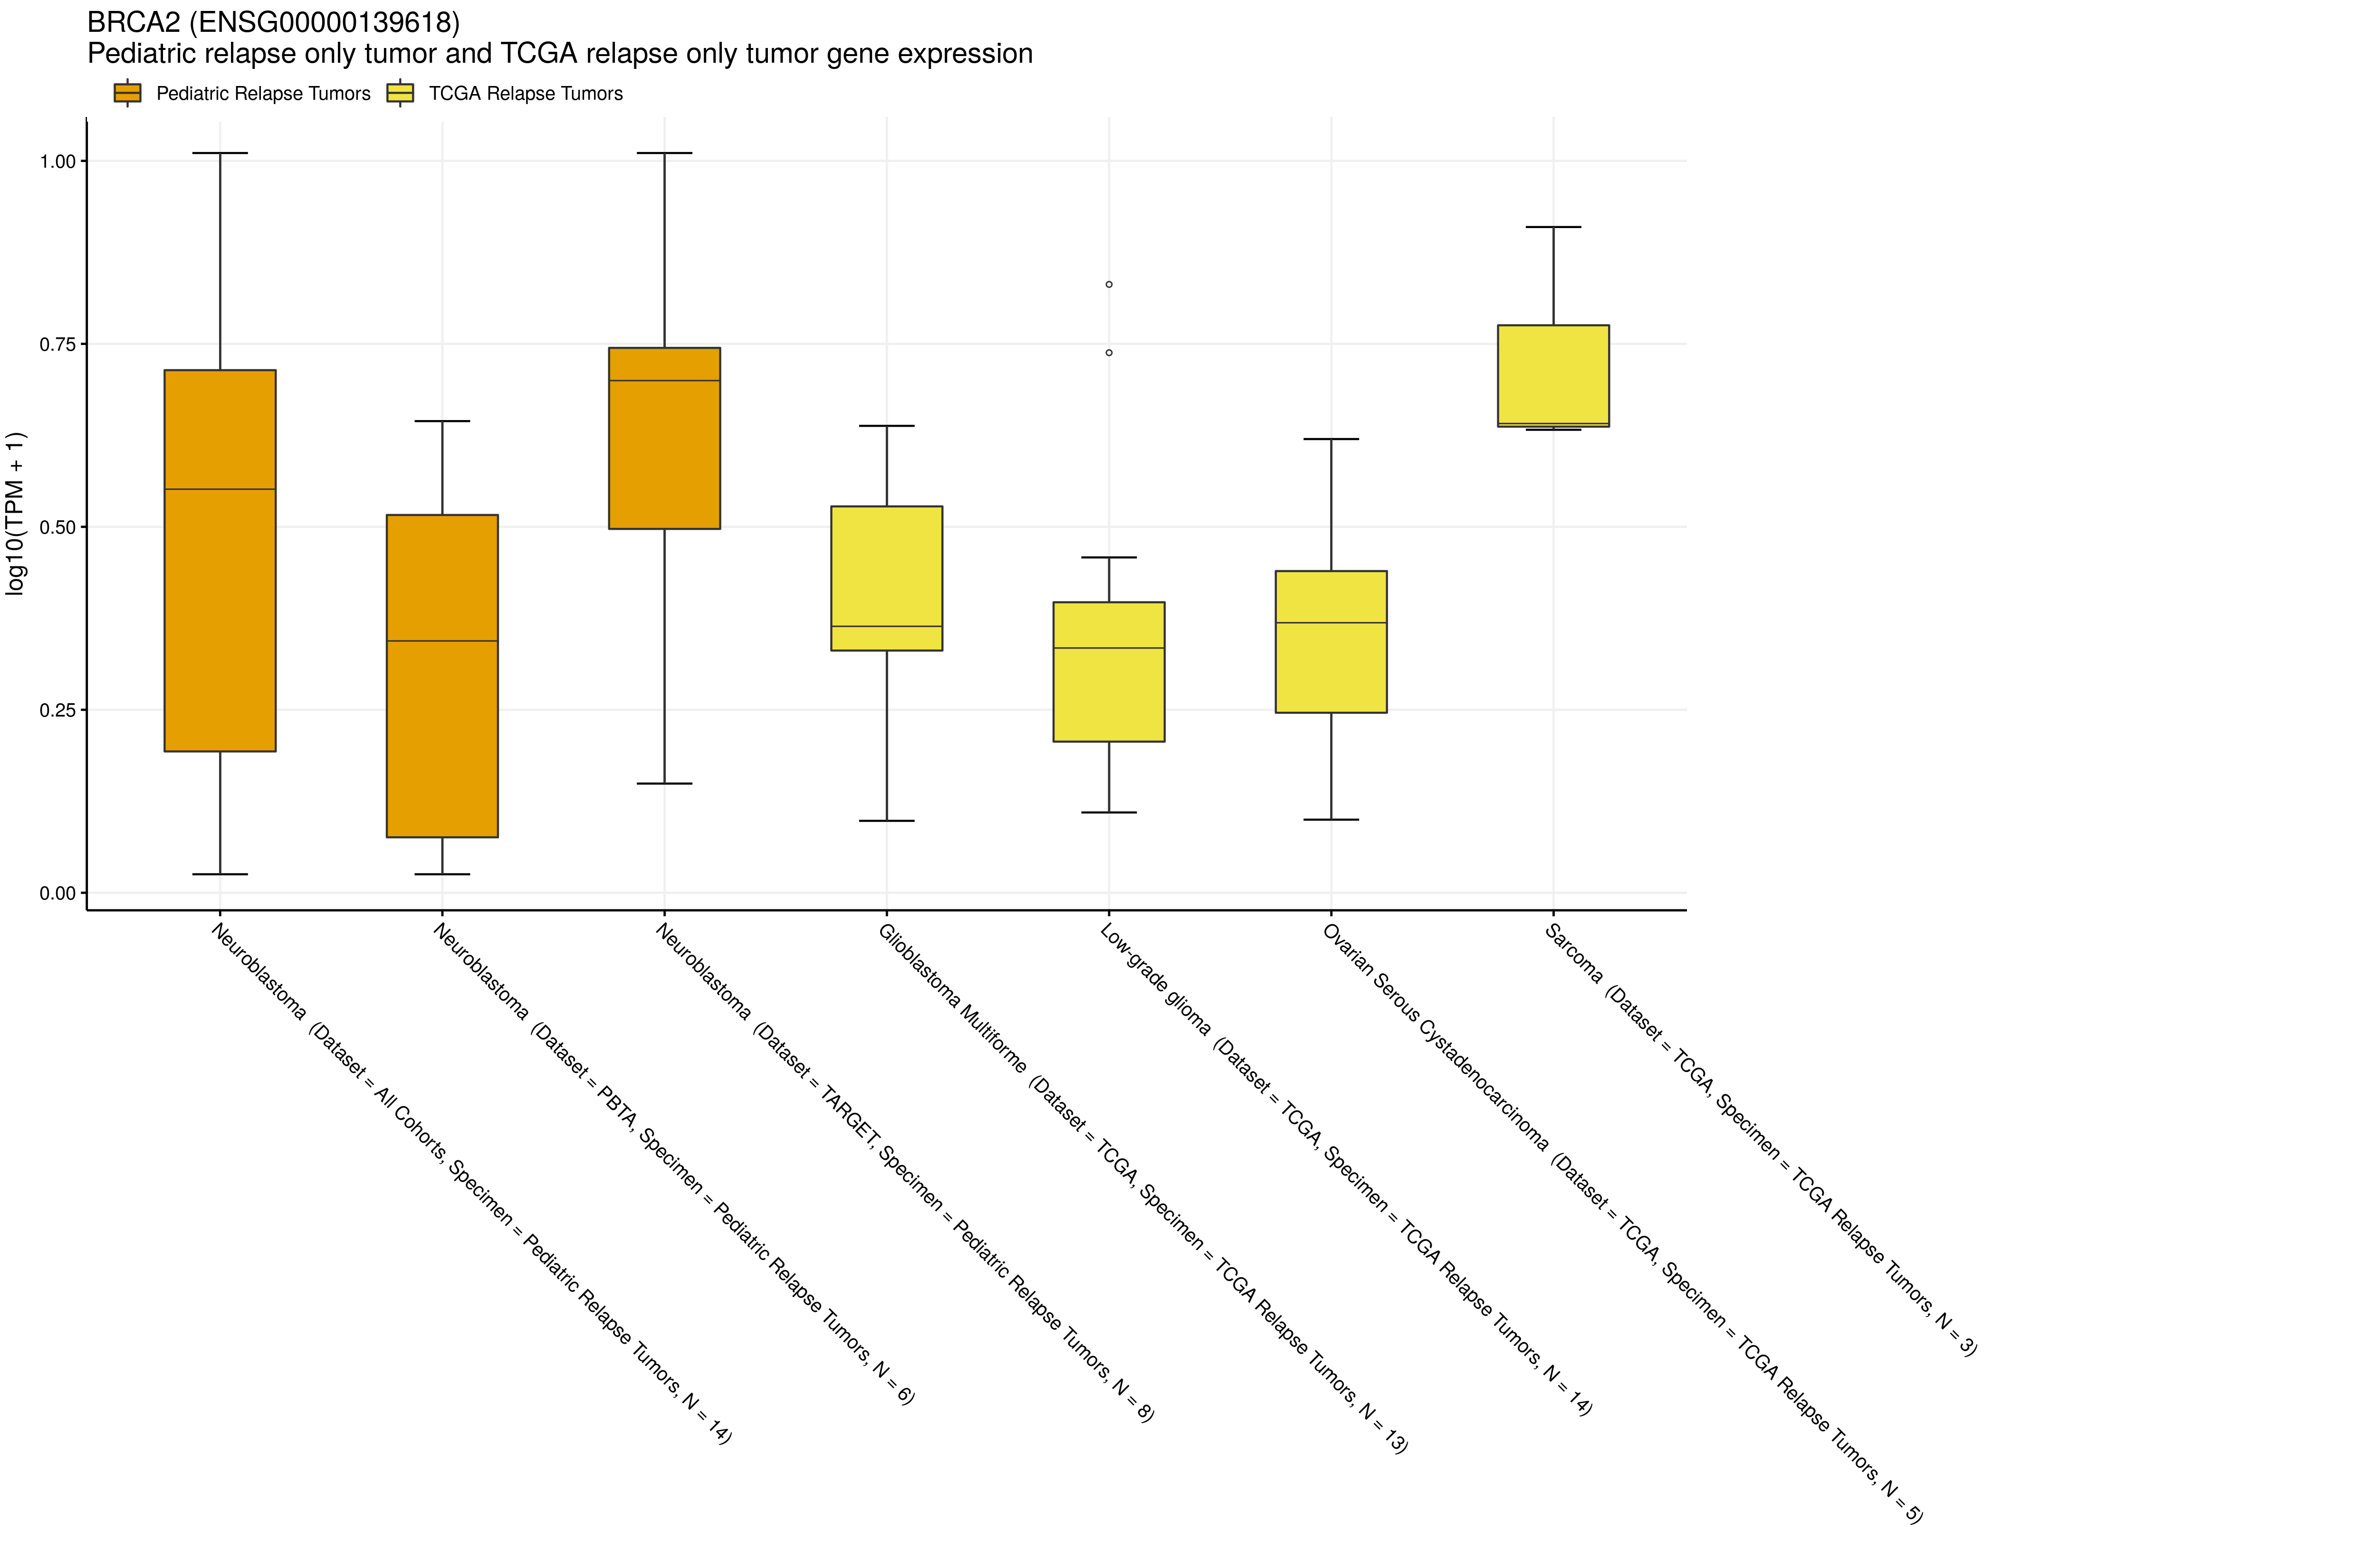 BRCA2 (ENSG00000139618)
Pediatric relapse only tumor and TCGA relapse only tumor gene expression
Pediatric Relapse Tumors
TCGA Relapse Tumors
log10(TPM + 1)
1.00
0.75
0.50
0.25
0.00
Neuroblastoma (Dataset = All Cohorts, Specimen = Pediatric Relapse Tumors, N = 14)
Neuroblastoma (Dataset = PBTA, Specimen = Pediatric Relapse Tumors, N = 6)
Neuroblastoma (Dataset = TARGET, Specimen = Pediatric Relapse Tumors, N = 8)
Glioblastoma Multiforme (Dataset = TCGA, Specimen = TCGA Relapse Tumors, N = 13)
Low-grade glioma (Dataset = TCGA, Specimen = TCGA Relapse Tumors, N = 14)
Ovarian Serous Cystadenocarcinoma (Dataset = TCGA, Specimen = TCGA Relapse Tumors, N = 5)
Sarcoma (Dataset = TCGA, Specimen = TCGA Relapse Tumors, N = 3)